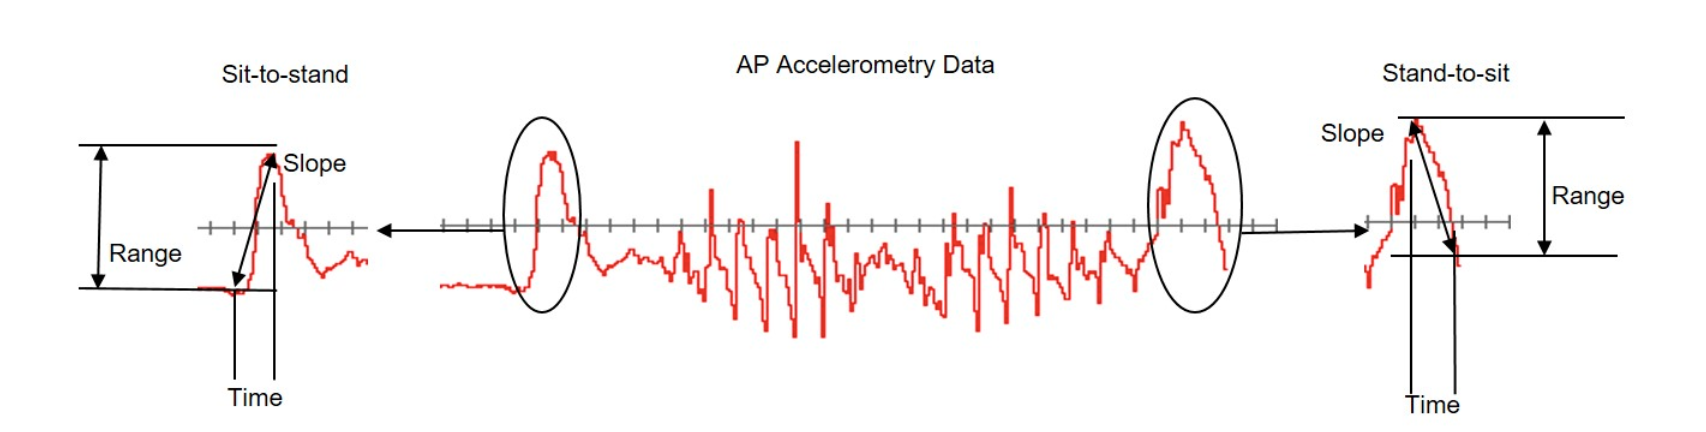 Sit-to-stand
AP Accelerometry Data
Stand-to-sit
Slope
Range
Time
Slope
Range
Time